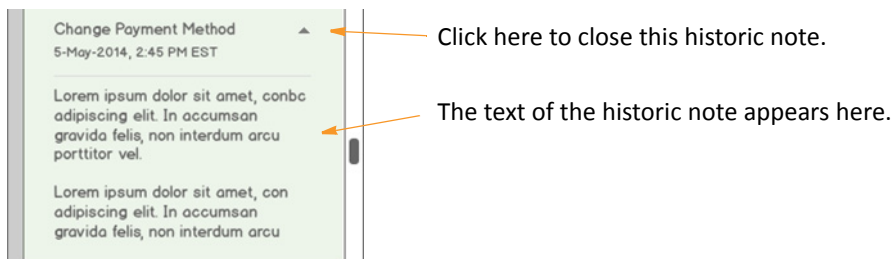 Change Payment Method
5-May-2014, 2:45 PM EST
Click here to close this historic note.
Lorem ipsum dolor sit amet, conbc
adipiscing elit. In accumsan
gravida felis, non interdum arcu
porttitor vel.
The text of the historic note appears here.
Lorem ipsum dolor sit amet, con
adipiscing elit. In accumsan
gravida felis, non interdum arcu